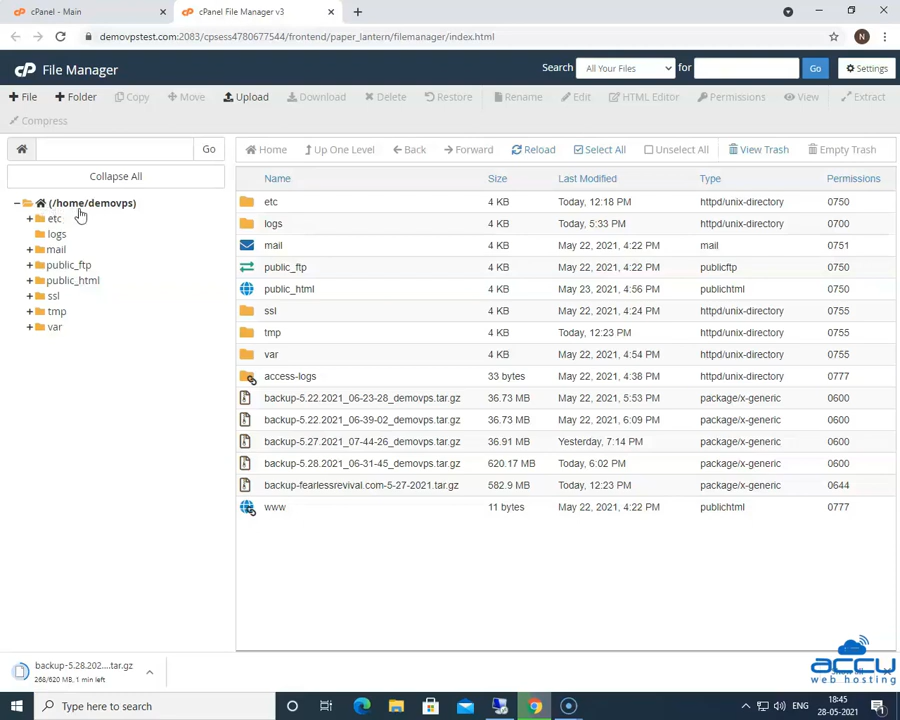 cPanel - Main
cPanel File Manager v3
demovpstest.com:2083/cpsess4780677544/frontend/paper_lantern/filemanager/index.html
N
cP File Manager
Search All Your Files for Go Settings
File Folder Copy Move Upload Download Delete Restore Rename Edit HTML Editor Permissions View Extract
Compress
Go Home Up One Level Back Forward Reload Select All Unselect All View Trash Empty Trash
Collapse All
(/home/demovps)
etc
logs
mail
public_ftp
public_html
ssl
tmp
var
Name Size Last Modified Type Permissions
etc 4 KB Today, 12:18 PM httpd/unix-directory 0750
logs 4 KB Today, 5:33 PM httpd/unix-directory 0700
mail 4 KB May 22, 2021, 4:22 PM mail 0751
public_ftp 4 KB May 22, 2021, 4:22 PM publicftp 0750
public_html 4 KB May 23, 2021, 4:56 PM publichtml 0750
ssl 4 KB May 22, 2021, 4:24 PM httpd/unix-directory 0755
tmp 4 KB Today, 12:23 PM httpd/unix-directory 0755
var 4 KB May 22, 2021, 4:54 PM httpd/unix-directory 0755
access-logs 33 bytes May 22, 2021, 4:38 PM httpd/unix-directory 0777
backup-5.22.2021_06-23-28_demovps.tar.gz 36.73 MB May 22, 2021, 5:53 PM package/x-generic 0600
backup-5.22.2021_06-39-02_demovps.tar.gz 36.73 MB May 22, 2021, 6:09 PM package/x-generic 0600
backup-5.27.2021_07-44-26_demovps.tar.gz 36.91 MB Yesterday, 7:14 PM package/x-generic 0600
backup-5.28.2021_06-31-45_demovps.tar.gz 620.17 MB Today, 6:02 PM package/x-generic 0600
backup-fearlessrevival.com-5-27-2021.tar.gz 582.9 MB Today, 12:23 PM package/x-generic 0644
www 11 bytes May 22, 2021, 4:22 PM publichtml 0777
backup-5.28.202....tar.gz
268/620 MB, 1 min left
accu
web hosting
Type here to search
ENG
18:45
28-05-2021
1